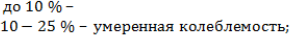 до 10 % –
10 − 25 % − умеренная колеблемость;